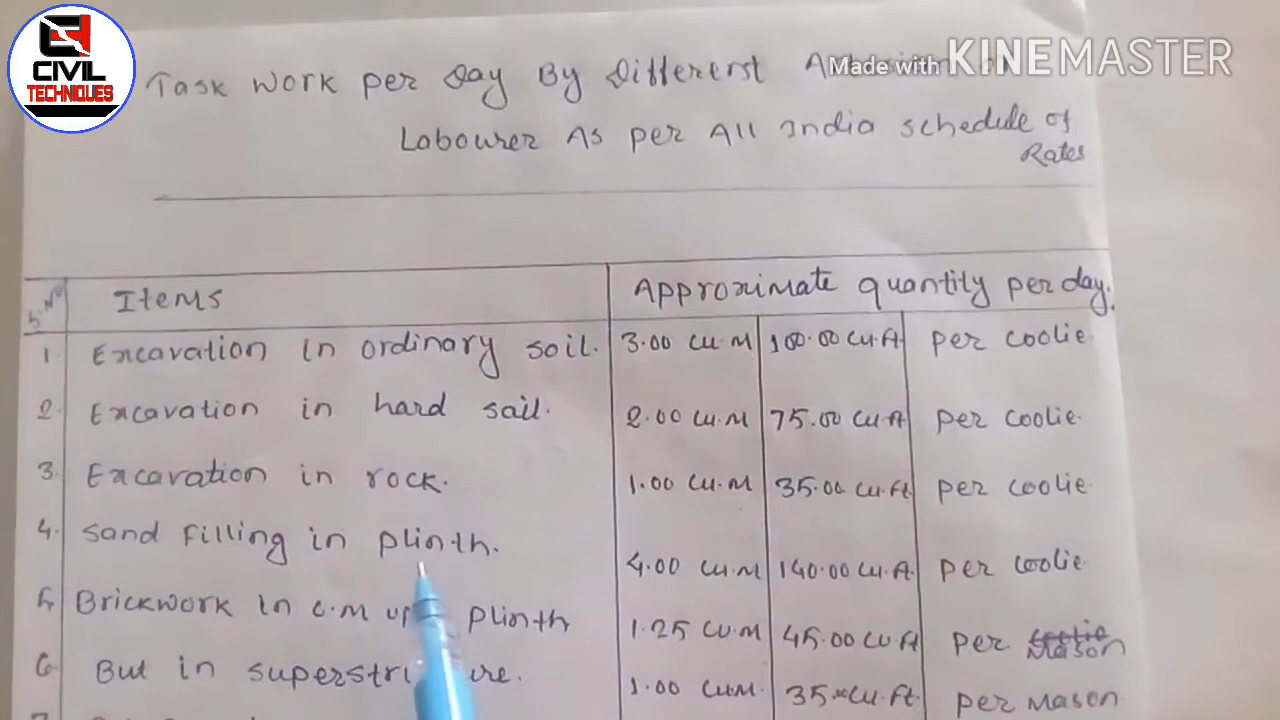 CIVIL
TECHNIQUES
Made with KINEMASTER
Task work per Day By Different
Labourer As per All India schedule of
Rates
S.No Items Approximate quantity per day.
1. Excavation in ordinary soil. 3.00 cu.M 100.00 cu.ft per coolie.
2. Excavation in hard sail. 2.00 cu.M 75.00 cu.ft per coolie.
3. Excavation in rock. 1.00 cu.M 35.00 cu.ft. per coolie
4. Sand filling in plinth. 4.00 cu.M 140.00 cu.ft per coolie
5. Brickwork in c.M plinth 1.25 cu.M 45.00 cu.ft per Mason
6. But in 1.00 cu.M. 35.00 cu.ft. per Mason.
7.